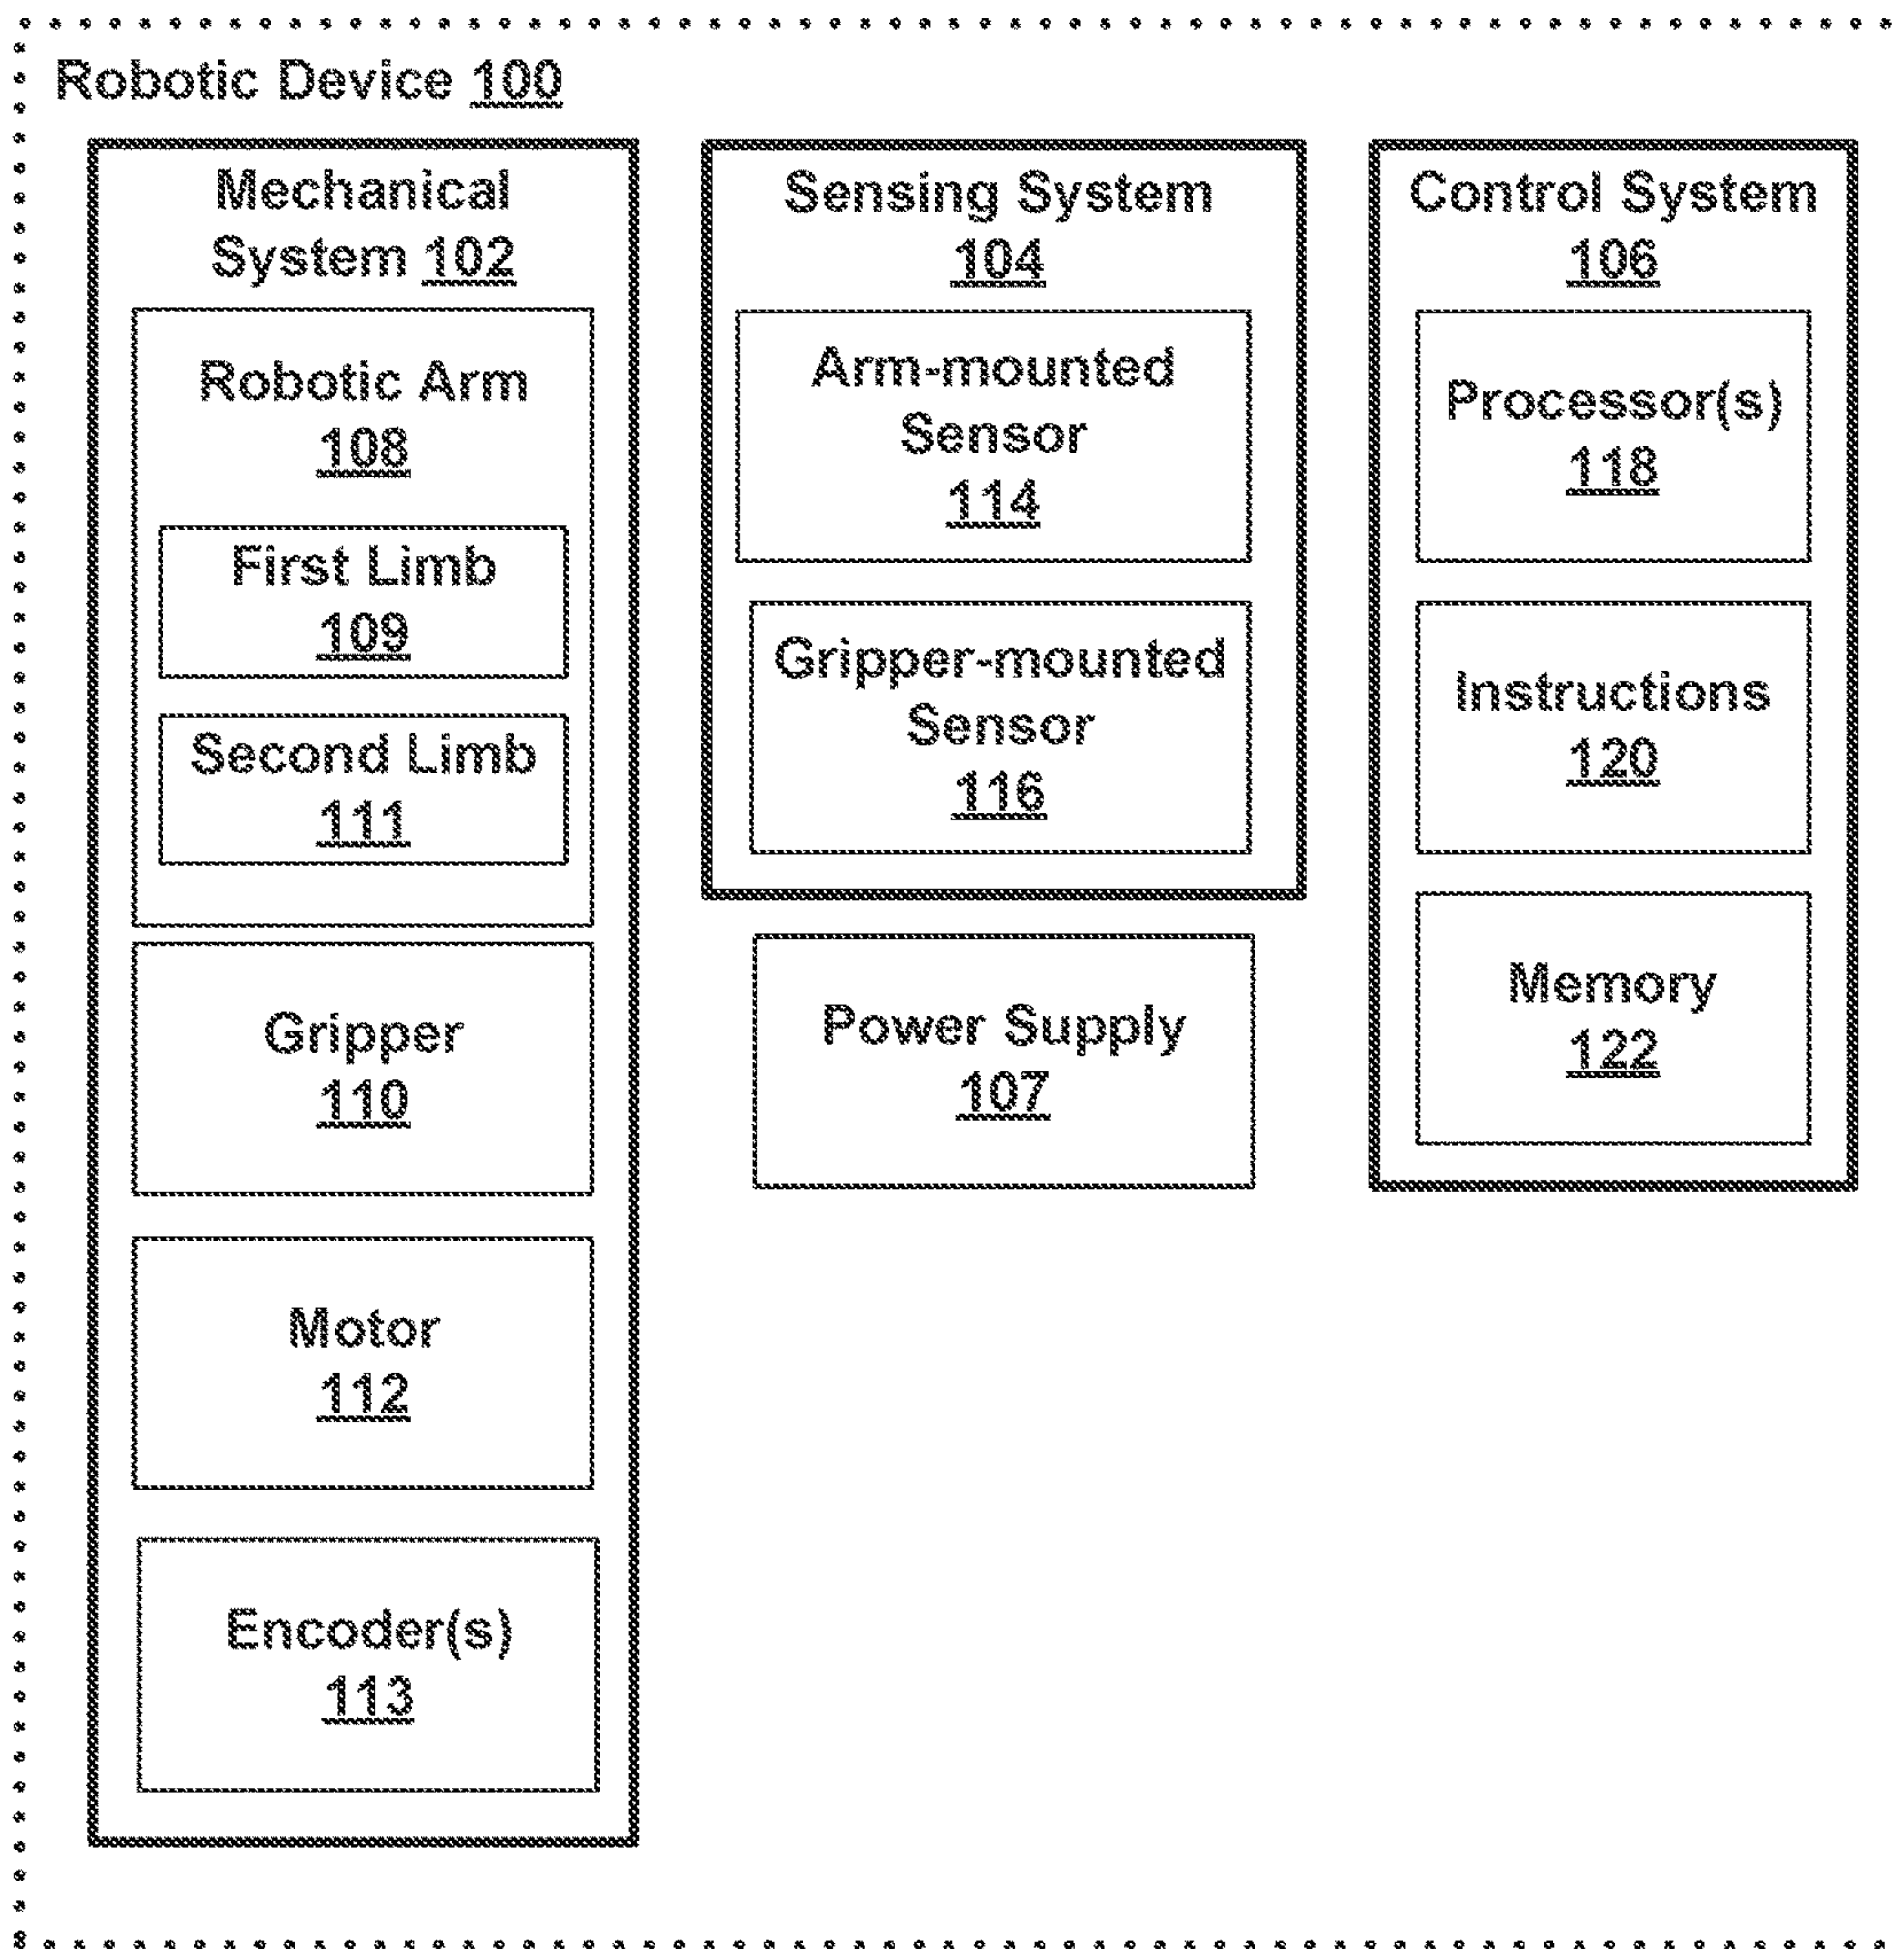 Robotic Device 100
Mechanical
System 102
Robotic Arm
108
First Limb
109
Second Limb
111
Gripper
110
Motor
112
Encoder(s)
113
Sensing System
104
Arm-mounted
Sensor
114
Gripper-mounted
Sensor
116
Power Supply
107
Control System
106
Processor(s)
118
Instructions
120
Memory
122